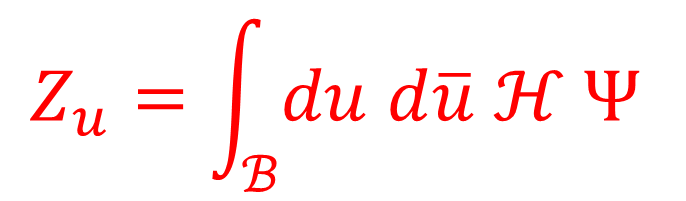 Z_u = ∫_ℬ du dū ℋ Ψ